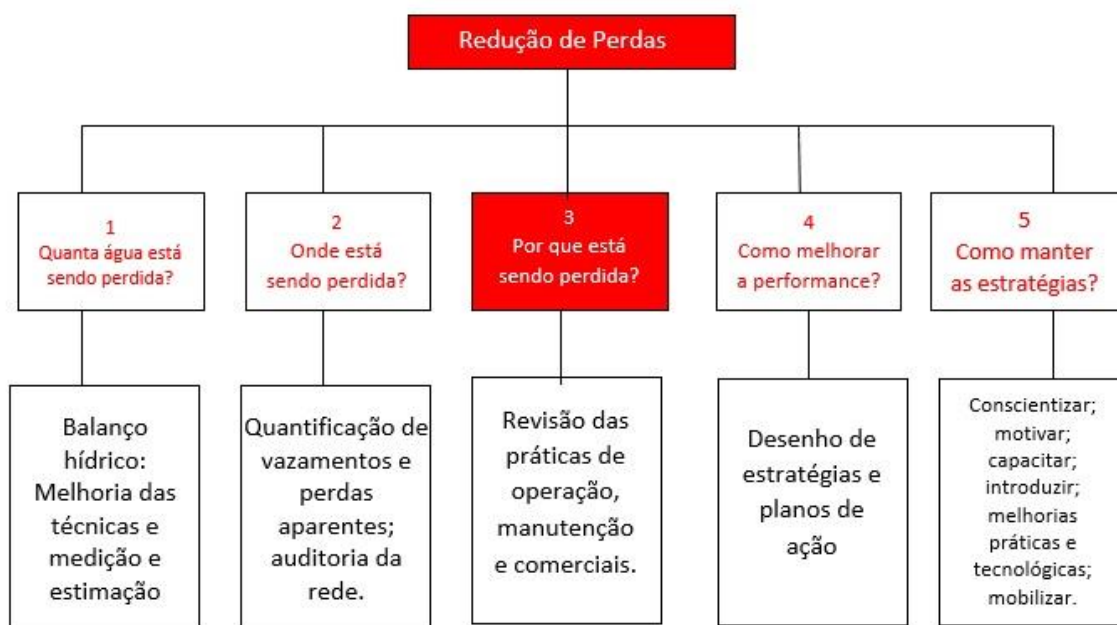 Redução de Perdas
1
Quanta água está
sendo perdida?
2
Onde está
sendo perdida?
3
Por que está
sendo perdida?
4
Como melhorar
a performance?
5
Como manter
as estratégias?
Balanço
hídrico:
Melhoria das
técnicas e
medição e
estimação
Quantificação de
vazamentos e
perdas
aparentes;
auditoria da
rede.
Revisão das
práticas de
operação,
manutenção
e comerciais.
Desenho de
estratégias e
planos de
ação
Conscientizar;
motivar;
capacitar;
introduzir;
melhorias
práticas e
tecnológicas;
mobilizar.